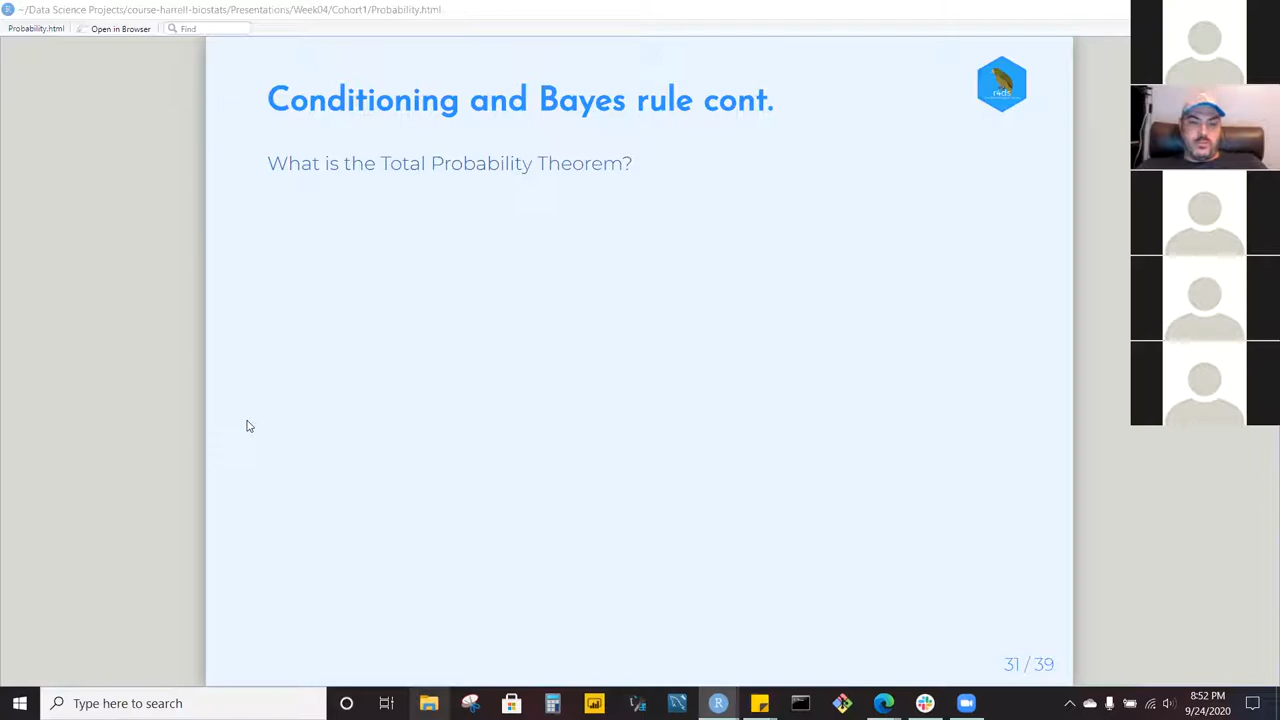 ~/Data Science Projects/course-harrell-biostats/Presentations/Week04/Cohort1/Probability.html
Probability.html
Open in Browser
Find
Conditioning and Bayes rule cont.
r4ds
What is the Total Probability Theorem?
31 / 39
Type here to search
8:52 PM
9/24/2020